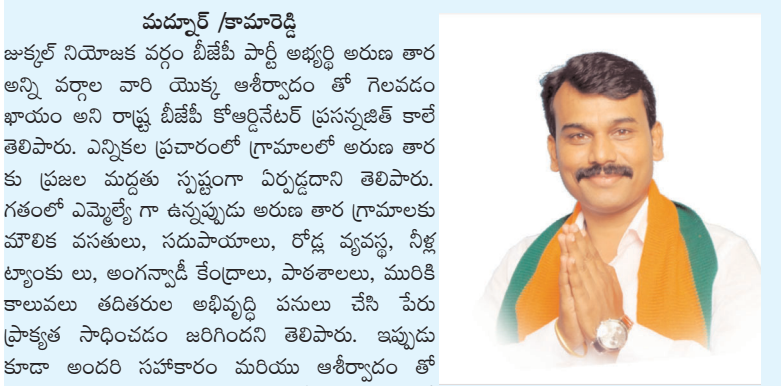 మద్నూర్ /కామారెడ్డి
జుక్కల్ నియోజక వర్గం బీజేపీ పార్టీ అభ్యర్థి అరుణ తార
అన్ని వర్గాల వారి యొక్క ఆశీర్వాదం తో గెలవడం
ఖాయం అని రాష్ట్ర బీజేపీ కోఆర్డినేటర్ ప్రసన్నజిత్ కాలే
తెలిపారు. ఎన్నికల ప్రచారంలో గ్రామాలలో అరుణ తార
కు ప్రజల మద్దతు స్పష్టంగా ఏర్పడ్డదాని తెలిపారు.
గతంలో ఎమ్మెల్యే గా ఉన్నప్పుడు అరుణ తార గ్రామాలకు
మౌలిక వసతులు, సదుపాయాలు, రోడ్ల వ్యవస్థ, నీళ్ల
ట్యాంకు లు, అంగన్వాడీ కేంద్రాలు, పాఠశాలలు, మురికి
కాలువలు తదితరుల అభివృద్ధి పనులు చేసి పేరు
ప్రాక్యత సాధించడం జరిగిందని తెలిపారు. ఇప్పుడు
కూడా అందరి సహకారం మరియు ఆశీర్వాదం తో